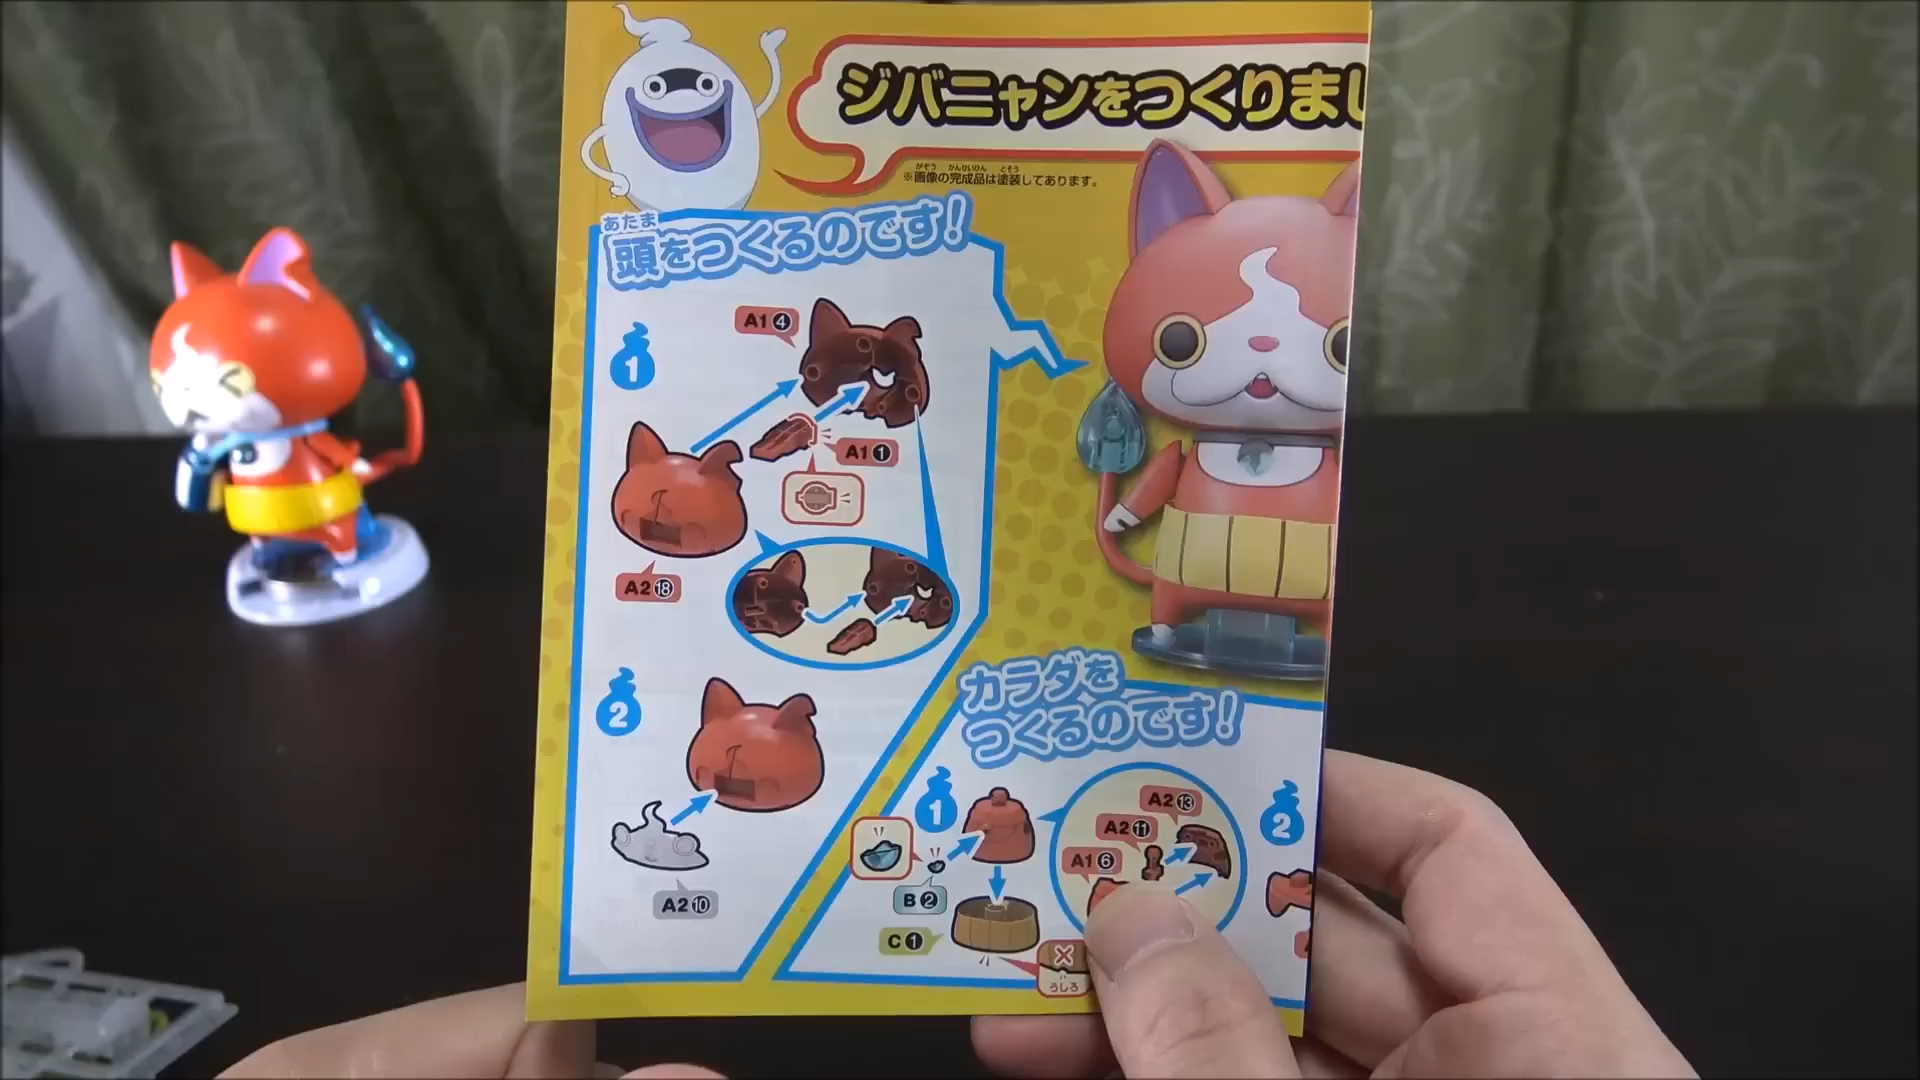 ジバニャンをつくりまし
がぞう かんせいひん とそう
※画像の完成品は塗装してあります。
あたま
頭をつくるのです!
1
A1④
A1①
A2⑱
2
A2⑩
カラダを
つくるのです!
1
A2⑬
A2⑪
A1⑥
B②
C①
うしろ
2